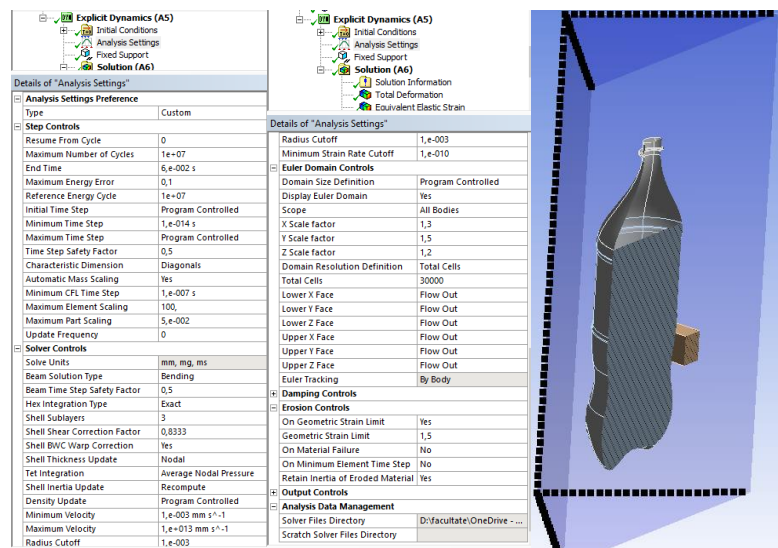 Explicit Dynamics (A5)
Initial Conditions
Analysis Settings
Fixed Support
Solution (A6)
Details of "Analysis Settings"
Analysis Settings Preference
Type Custom
Step Controls
Resume From Cycle 0
Maximum Number of Cycles 1e+07
End Time 6,e-002 s
Maximum Energy Error 0,1
Reference Energy Cycle 1e+07
Initial Time Step Program Controlled
Minimum Time Step 1,e-014 s
Maximum Time Step Program Controlled
Time Step Safety Factor 0,5
Characteristic Dimension Diagonals
Automatic Mass Scaling Yes
Minimum CFL Time Step 1,e-007 s
Maximum Element Scaling 100,
Maximum Part Scaling 5,e-002
Update Frequency 0
Solver Controls
Solve Units mm, mg, ms
Beam Solution Type Bending
Beam Time Step Safety Factor 0,5
Hex Integration Type Exact
Shell Sublayers 3
Shell Shear Correction Factor 0,8333
Shell BWC Warp Correction Yes
Shell Thickness Update Nodal
Tet Integration Average Nodal Pressure
Shell Inertia Update Recompute
Density Update Program Controlled
Minimum Velocity 1,e-003 mm s^-1
Maximum Velocity 1,e+013 mm s^-1
Radius Cutoff 1,e-003
Explicit Dynamics (A5)
Initial Conditions
Analysis Settings
Fixed Support
Solution (A6)
Solution Information
Total Deformation
Equivalent Elastic Strain
Details of "Analysis Settings"
Radius Cutoff 1,e-003
Minimum Strain Rate Cutoff 1,e-010
Euler Domain Controls
Domain Size Definition Program Controlled
Display Euler Domain Yes
Scope All Bodies
X Scale factor 1,3
Y Scale factor 1,5
Z Scale factor 1,2
Domain Resolution Definition Total Cells
Total Cells 30000
Lower X Face Flow Out
Lower Y Face Flow Out
Lower Z Face Flow Out
Upper X Face Flow Out
Upper Y Face Flow Out
Upper Z Face Flow Out
Euler Tracking By Body
Damping Controls
Erosion Controls
On Geometric Strain Limit Yes
Geometric Strain Limit 1,5
On Material Failure No
On Minimum Element Time Step No
Retain Inertia of Eroded Material Yes
Output Controls
Analysis Data Management
Solver Files Directory D:\facultate\OneDrive - ...
Scratch Solver Files Directory